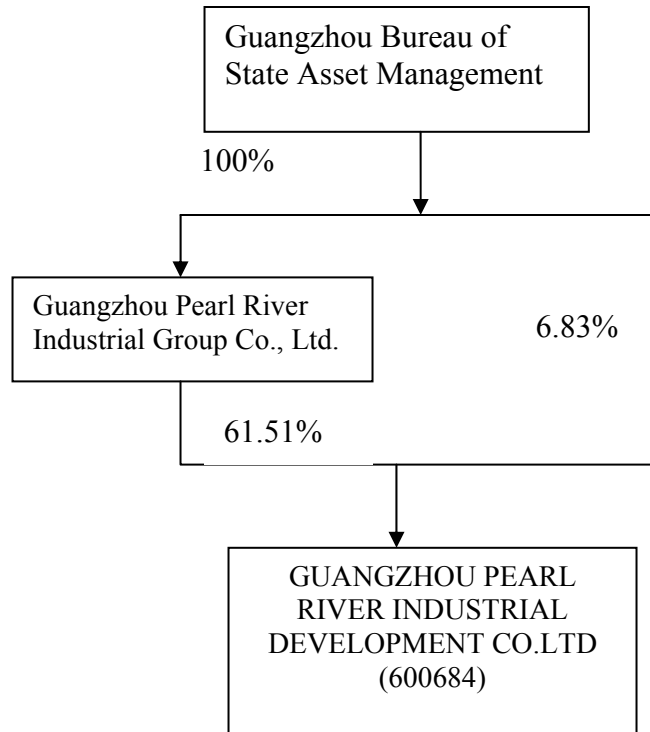 Guangzhou Bureau of
State Asset Management
100%
Guangzhou Pearl River
Industrial Group Co., Ltd.
6.83%
61.51%
GUANGZHOU PEARL
RIVER INDUSTRIAL
DEVELOPMENT CO.LTD
(600684)